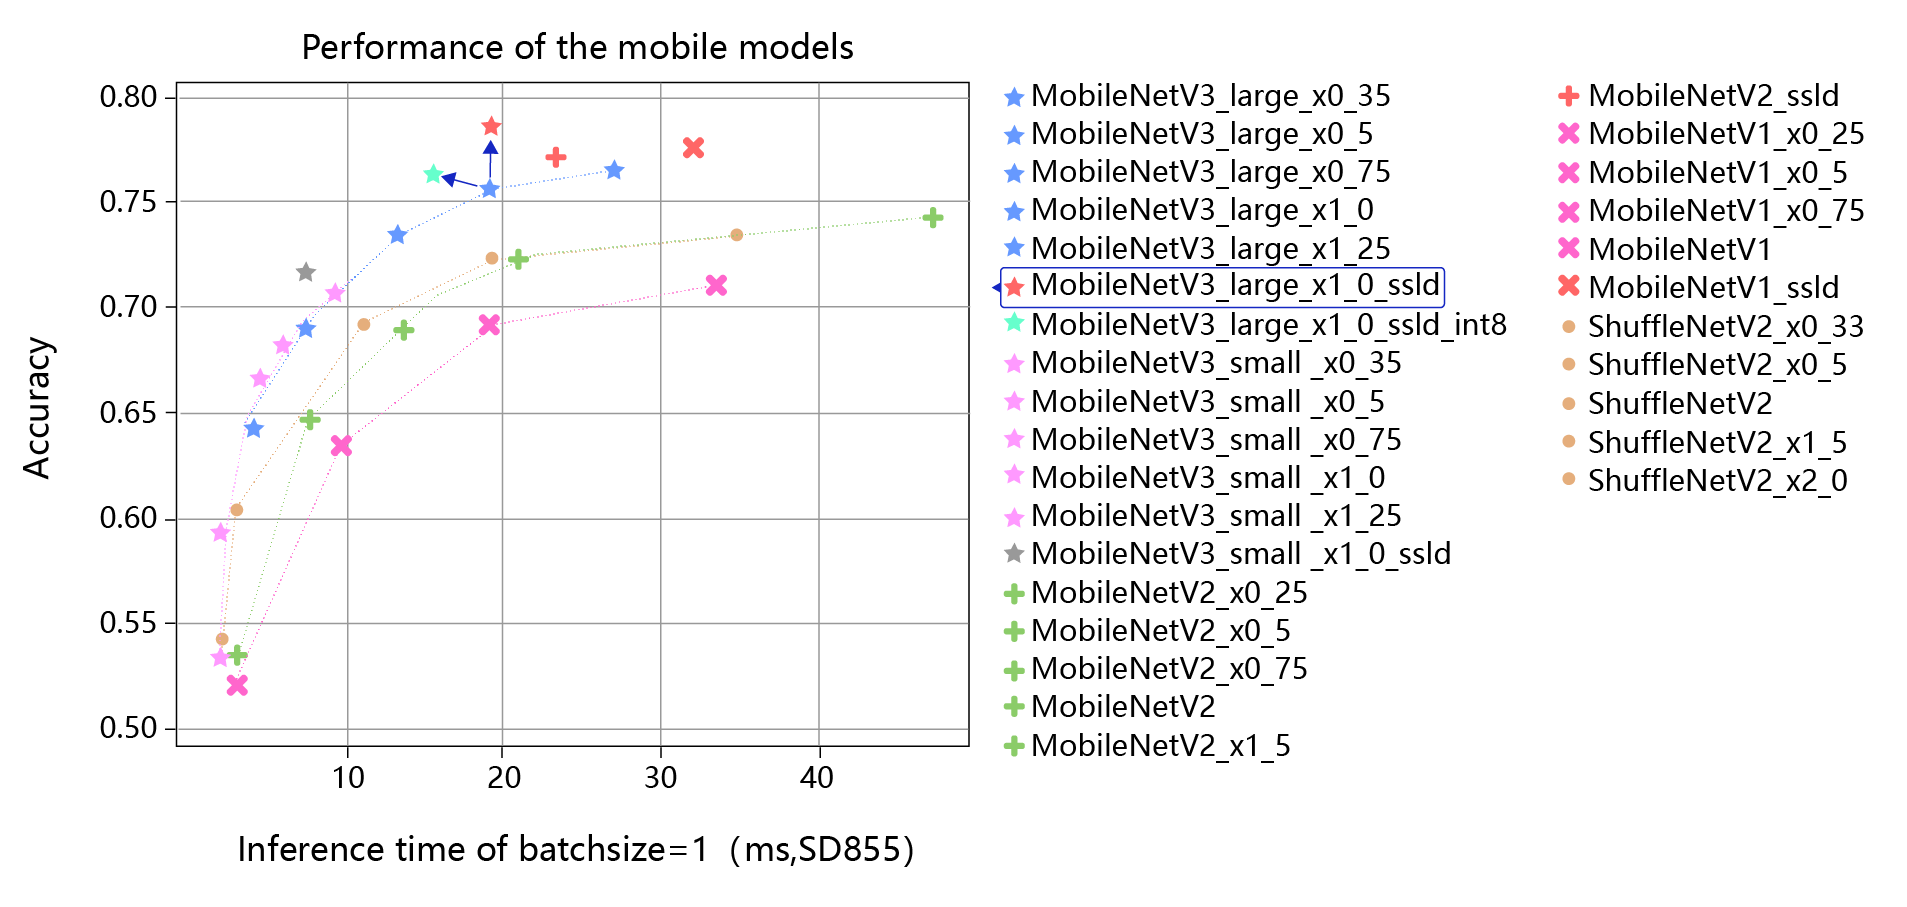 Performance of the mobile models
0.80
0.75
0.70
0.65
0.60
0.55
0.50
Accuracy
10 20 30 40
Inference time of batchsize=1（ms,SD855）
MobileNetV3_large_x0_35
MobileNetV3_large_x0_5
MobileNetV3_large_x0_75
MobileNetV3_large_x1_0
MobileNetV3_large_x1_25
MobileNetV3_large_x1_0_ssld
MobileNetV3_large_x1_0_ssld_int8
MobileNetV3_small _x0_35
MobileNetV3_small _x0_5
MobileNetV3_small _x0_75
MobileNetV3_small _x1_0
MobileNetV3_small _x1_25
MobileNetV3_small _x1_0_ssld
MobileNetV2_x0_25
MobileNetV2_x0_5
MobileNetV2_x0_75
MobileNetV2
MobileNetV2_x1_5
MobileNetV2_ssld
MobileNetV1_x0_25
MobileNetV1_x0_5
MobileNetV1_x0_75
MobileNetV1
MobileNetV1_ssld
ShuffleNetV2_x0_33
ShuffleNetV2_x0_5
ShuffleNetV2
ShuffleNetV2_x1_5
ShuffleNetV2_x2_0